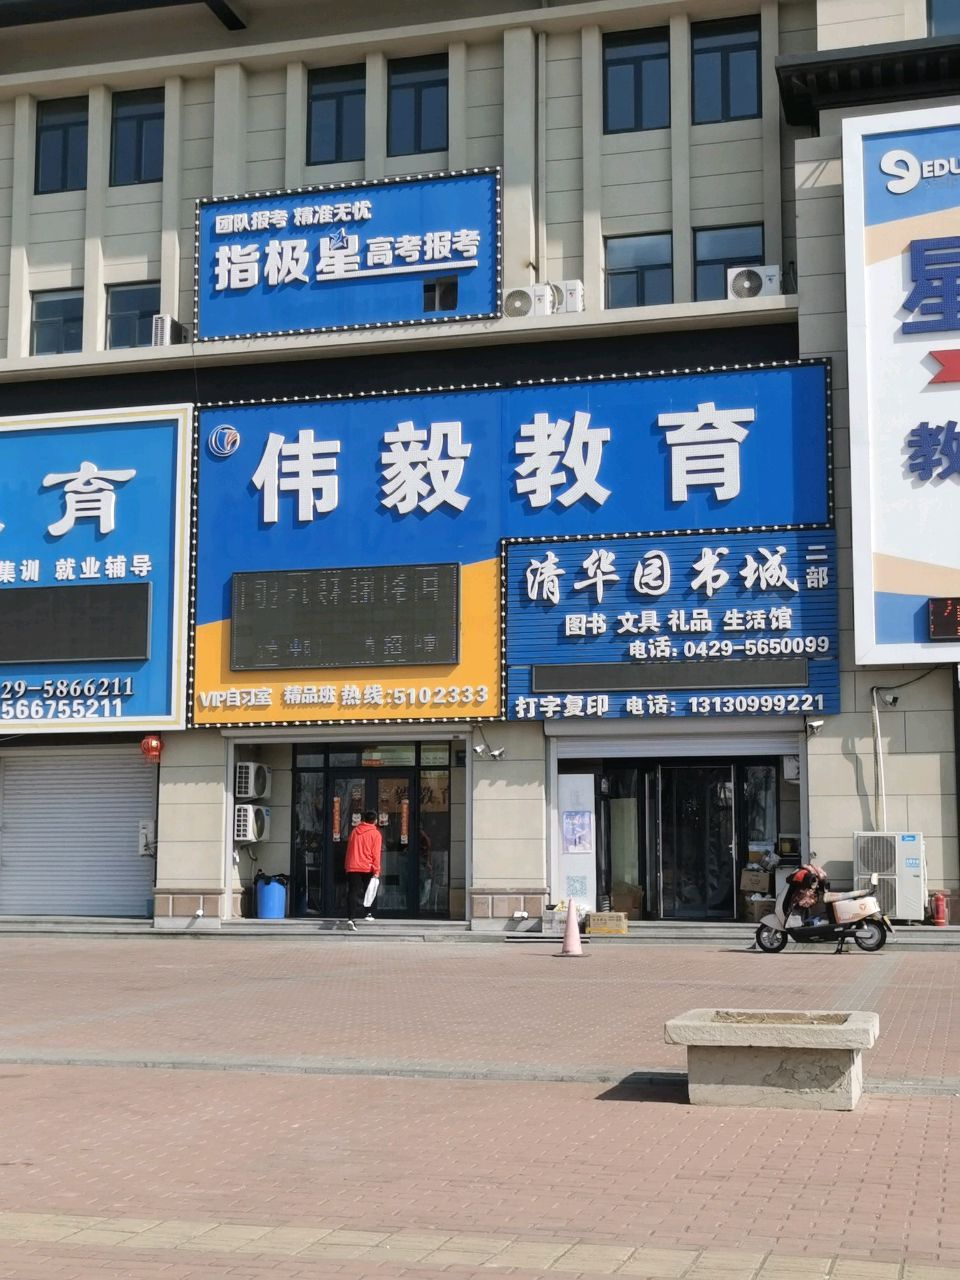 团队报考 精准无忧
指极星高考报考
伟毅教育
VIP自习室 精品班 热线:5102333
清华园书城 二部
图书 文具 礼品 生活馆
电话: 0429-5650099
打字复印 电话: 13130999221
育
集训 就业辅导
29-5866211
566755211
EDU
星
教